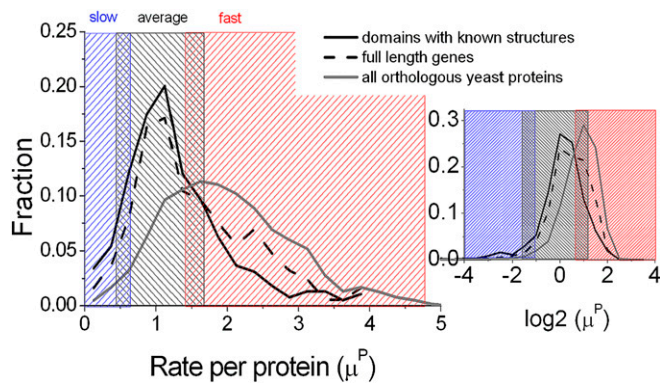 slow average fast
domains with known structures
full length genes
all orthologous yeast proteins
0.25
0.20
0.15
0.10
0.05
0.00
Fraction
0 1 2 3 4 5
Rate per protein (μᴾ)
0.3
0.2
0.1
0.0
-4 -2 0 2 4
log2 (μᴾ)